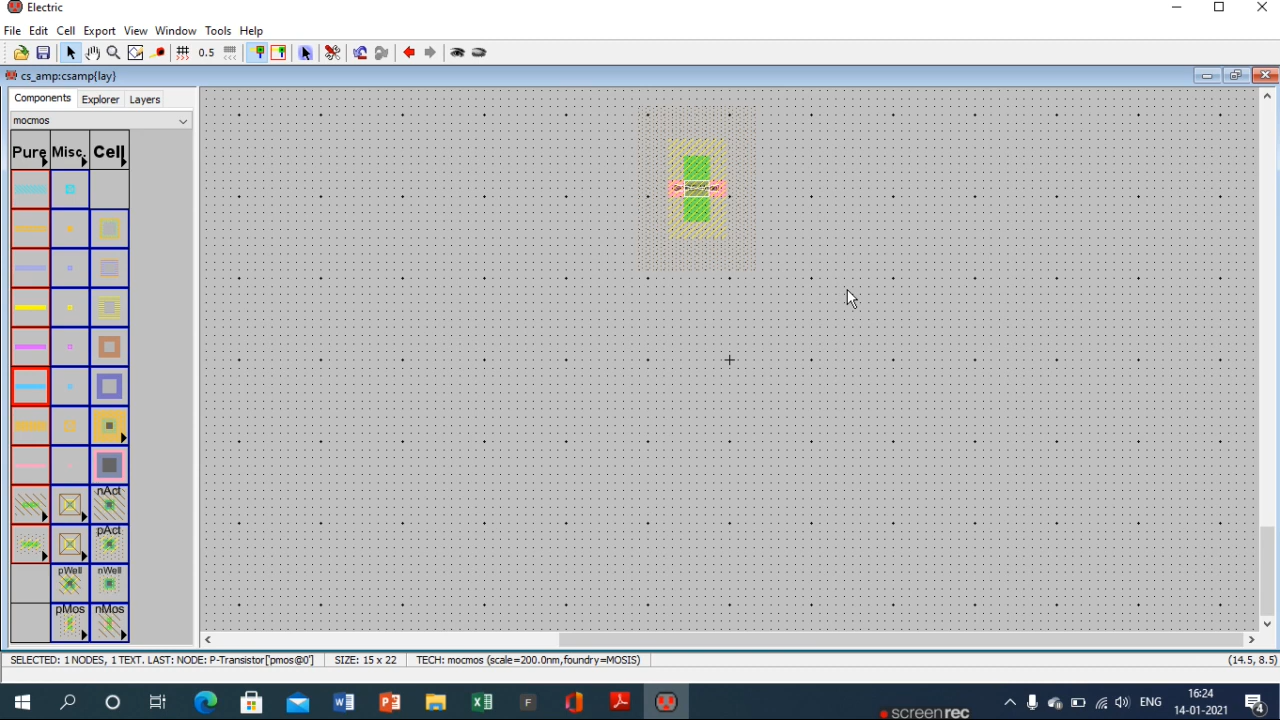 Electric
File Edit Cell Export View Window Tools Help
0.5
cs_amp:csamp{lay}
Components Explorer Layers
mocmos
Pure Misc. Cell
nAct
pAct
pWell nWell
pMos nMos
SELECTED: 1 NODES, 1 TEXT. LAST: NODE: P-Transistor['pmos@0'] SIZE: 15 x 22 TECH: mocmos (scale=200.0nm,foundry=MOSIS) (14.5, 8.5)
ENG 16:24
14-01-2021
4
screenrec